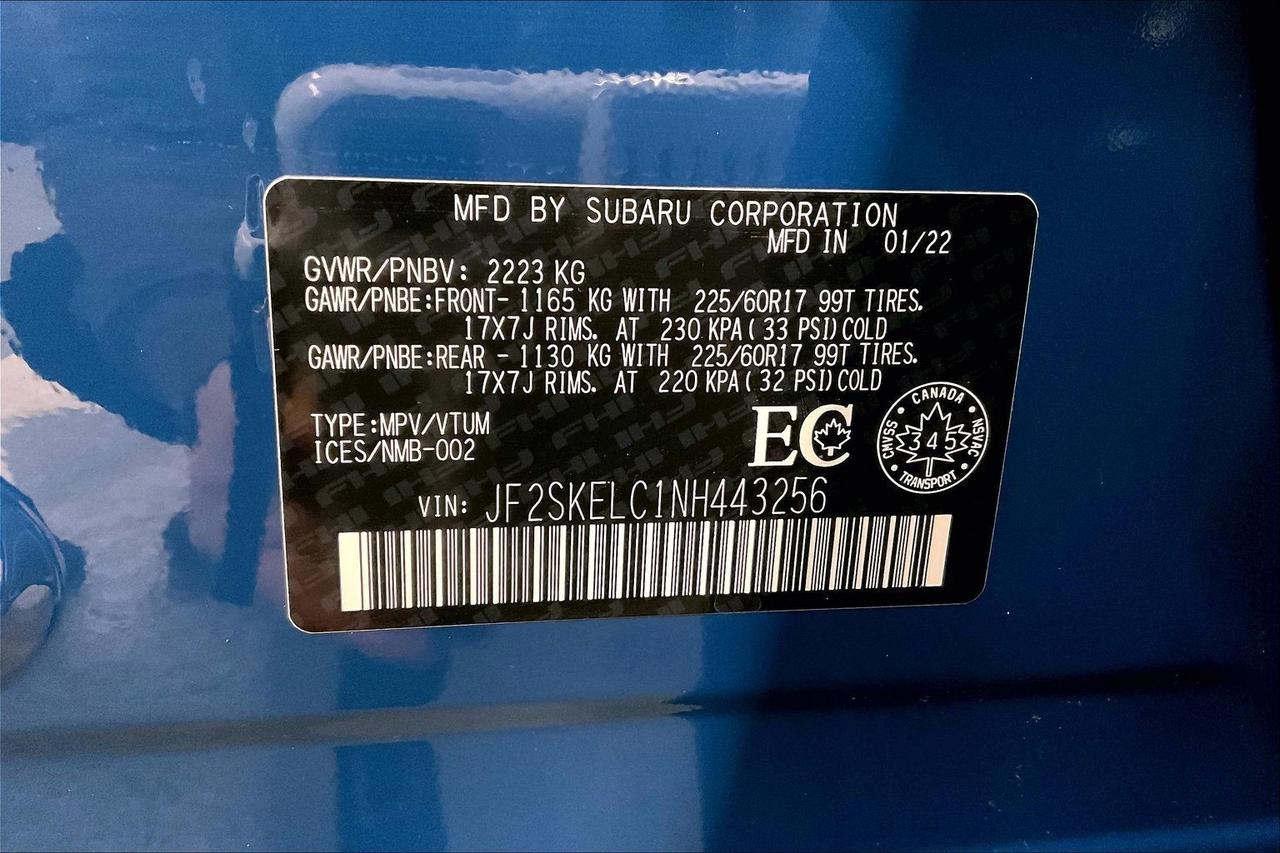 MFD BY SUBARU CORPORATION
MFD IN 01/22
GVWR/PNBV: 2223 KG
GAWR/PNBE:FRONT- 1165 KG WITH 225/60R17 99T TIRES.
17X7J RIMS. AT 230 KPA(33 PSI)COLD
GAWR/PNBE:REAR - 1130 KG WITH 225/60R17 99T TIRES.
17X7J RIMS. AT 220 KPA(32 PSI)COLD
TYPE:MPV/VTUM
ICES/NMB-002
EC
CANADA
CMVSS
345
NSVAC
TRANSPORT
VIN: JF2SKELC1NH443256